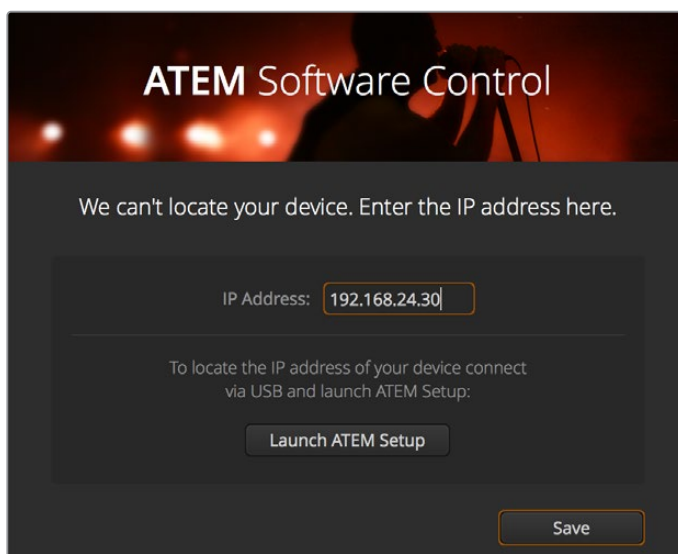 ATEM Software Control
We can't locate your device. Enter the IP address here.
IP Address: 192.168.24.30
To locate the IP address of your device connect
via USB and launch ATEM Setup:
Launch ATEM Setup
Save